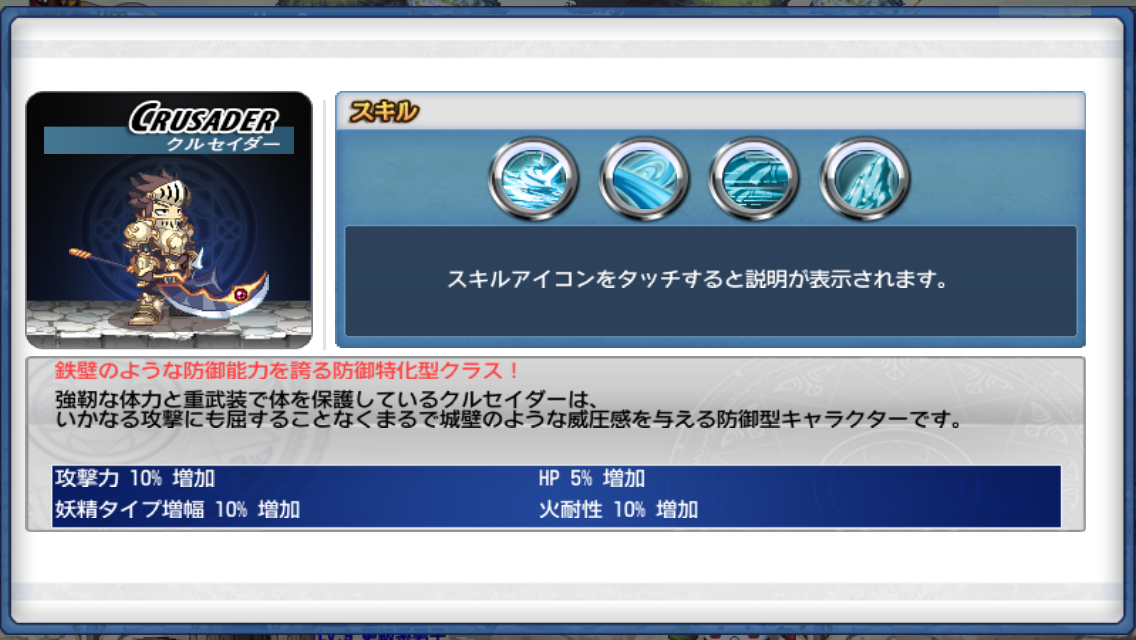 CRUSADER
クルセイダー
スキル
スキルアイコンをタッチすると説明が表示されます。
鉄壁のような防御能力を誇る防御特化型クラス！
強靭な体力と重武装で体を保護しているクルセイダーは、
いかなる攻撃にも屈することなくまるで城壁のような威圧感を与える防御型キャラクターです。
攻撃力 10% 増加
HP 5% 増加
妖精タイプ増幅 10% 増加
火耐性 10% 増加